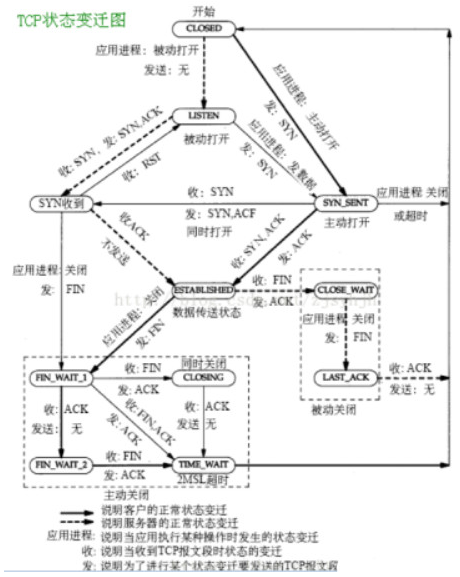 TCP状态变迁图
开始
CLOSED
应用进程: 被动打开
发送: 无
应用进程: 主动打开
发: SYN
LISTEN
被动打开
收: SYN 发: SYN,ACK
收: RST
应用进程: 发数据
发: SYN
SYN收到
收: SYN
发: SYN,ACF
同时打开
SYN_SENT
主动打开
应用进程 关闭
或超时
收ACK
不发送
收: SYN, ACK
发: ACK
应用进程: 关闭
发: FIN
ESTABLISHED
数据传送状态
收: FIN
发: ACK
CLOSE_WAIT
应用进程: 关闭
发: FIN
应用进程 关闭
发: FIN
LAST_ACK
收: ACK
发送: 无
被动关闭
FIN_WAIT_1
收: FIN
发: ACK
同时关闭
CLOSING
收: ACK
发送: 无
收: FIN,ACK
发: ACK
收: ACK
发送 无
FIN_WAIT_2
收: FIN
发: ACK
TIME_WAIT
2MSL超时
主动关闭
说明客户的正常状态变迁
说明服务器的正常状态变迁
应用进程: 说明当应用执行某种操作时发生的状态变迁
收: 说明当收到TCP报文段时状态的变迁
发: 说明为了进行某个状态变迁要发送的TCP报文段